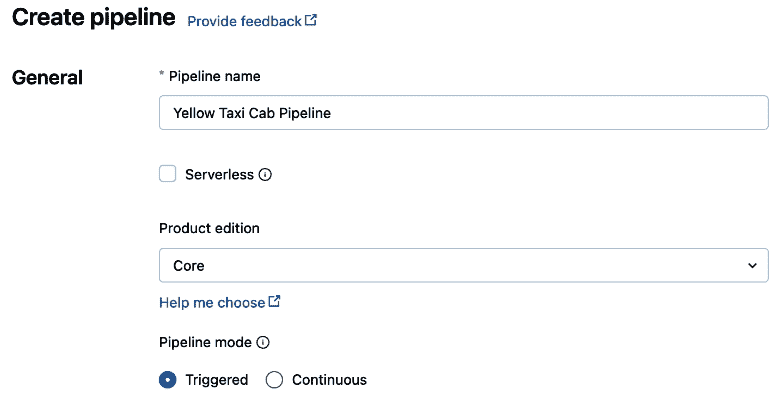 Create pipeline Provide feedback
General
* Pipeline name
Yellow Taxi Cab Pipeline
Serverless
Product edition
Core
Help me choose
Pipeline mode
Triggered Continuous